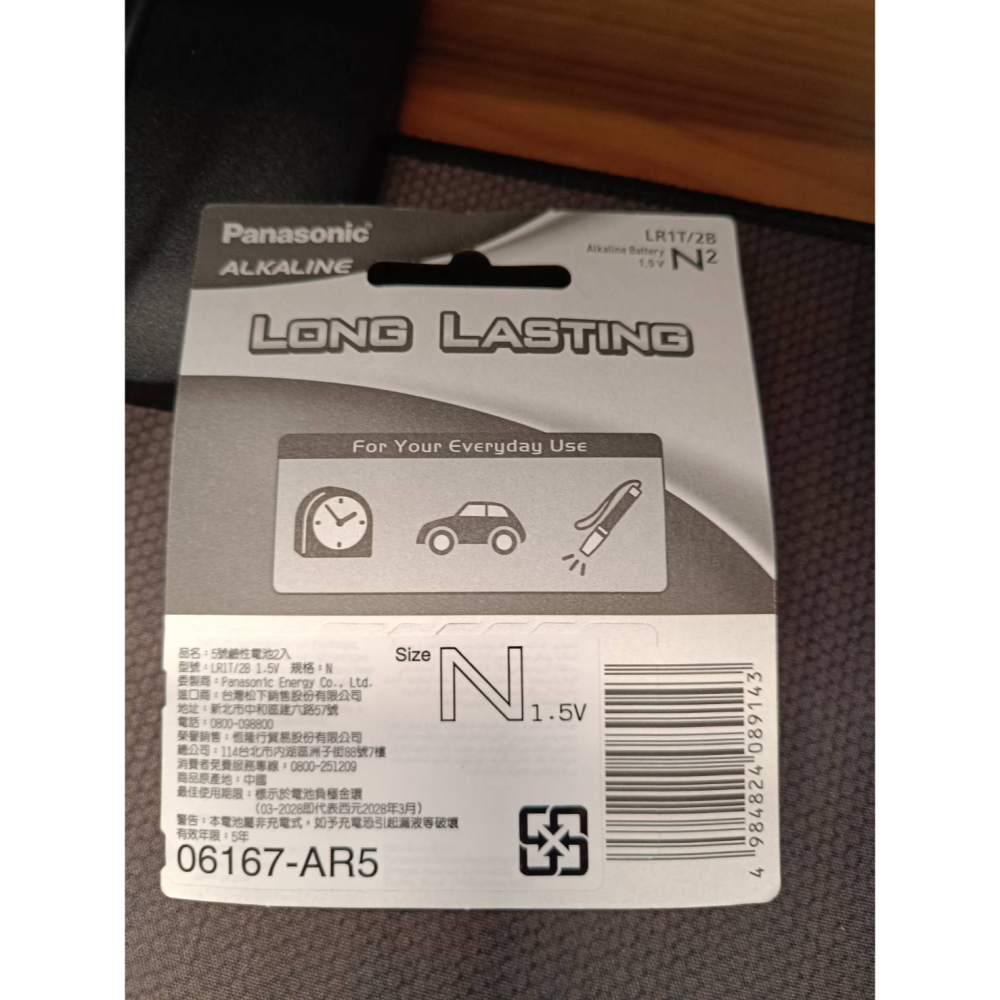 Panasonic
ALKALINE
LR1T/2B
Alkaline Battery
1.5V N2
LONG LASTING
For Your Everyday Use
品名：5號鹼性電池2入
型號：LR1T/2B 1.5V 規格：N
委製商：Panasonic Energy Co., Ltd.
進口商：台灣松下銷售股份有限公司
地址：新北市中和區建六路57號
電話：0800-098800
榮譽銷售：恆隆行貿易股份有限公司
總公司：114台北市內湖區洲子街88號7樓
消費者免費服務專線：0800-251209
商品原產地：中國
最佳使用期限：標示於電池負極金環
(03-2028即代表西元2028年3月)
警告：本電池屬非充電式，如予充電恐引起漏液等破壞
有效年限：5年
06167-AR5
Size N 1.5V
4 984824 089143